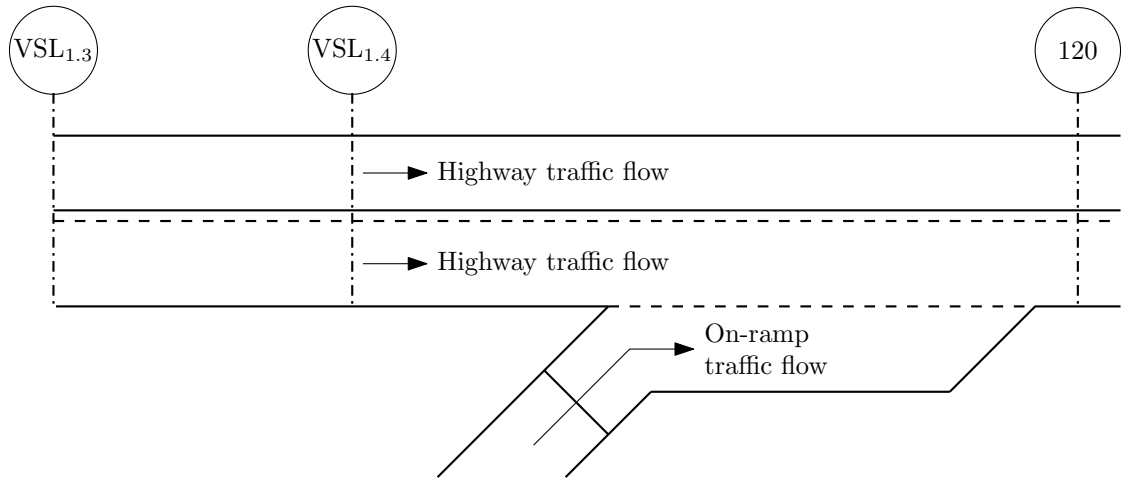 VSL₁.₃
VSL₁.₄
120
Highway traffic flow
Highway traffic flow
On-ramp
traffic flow